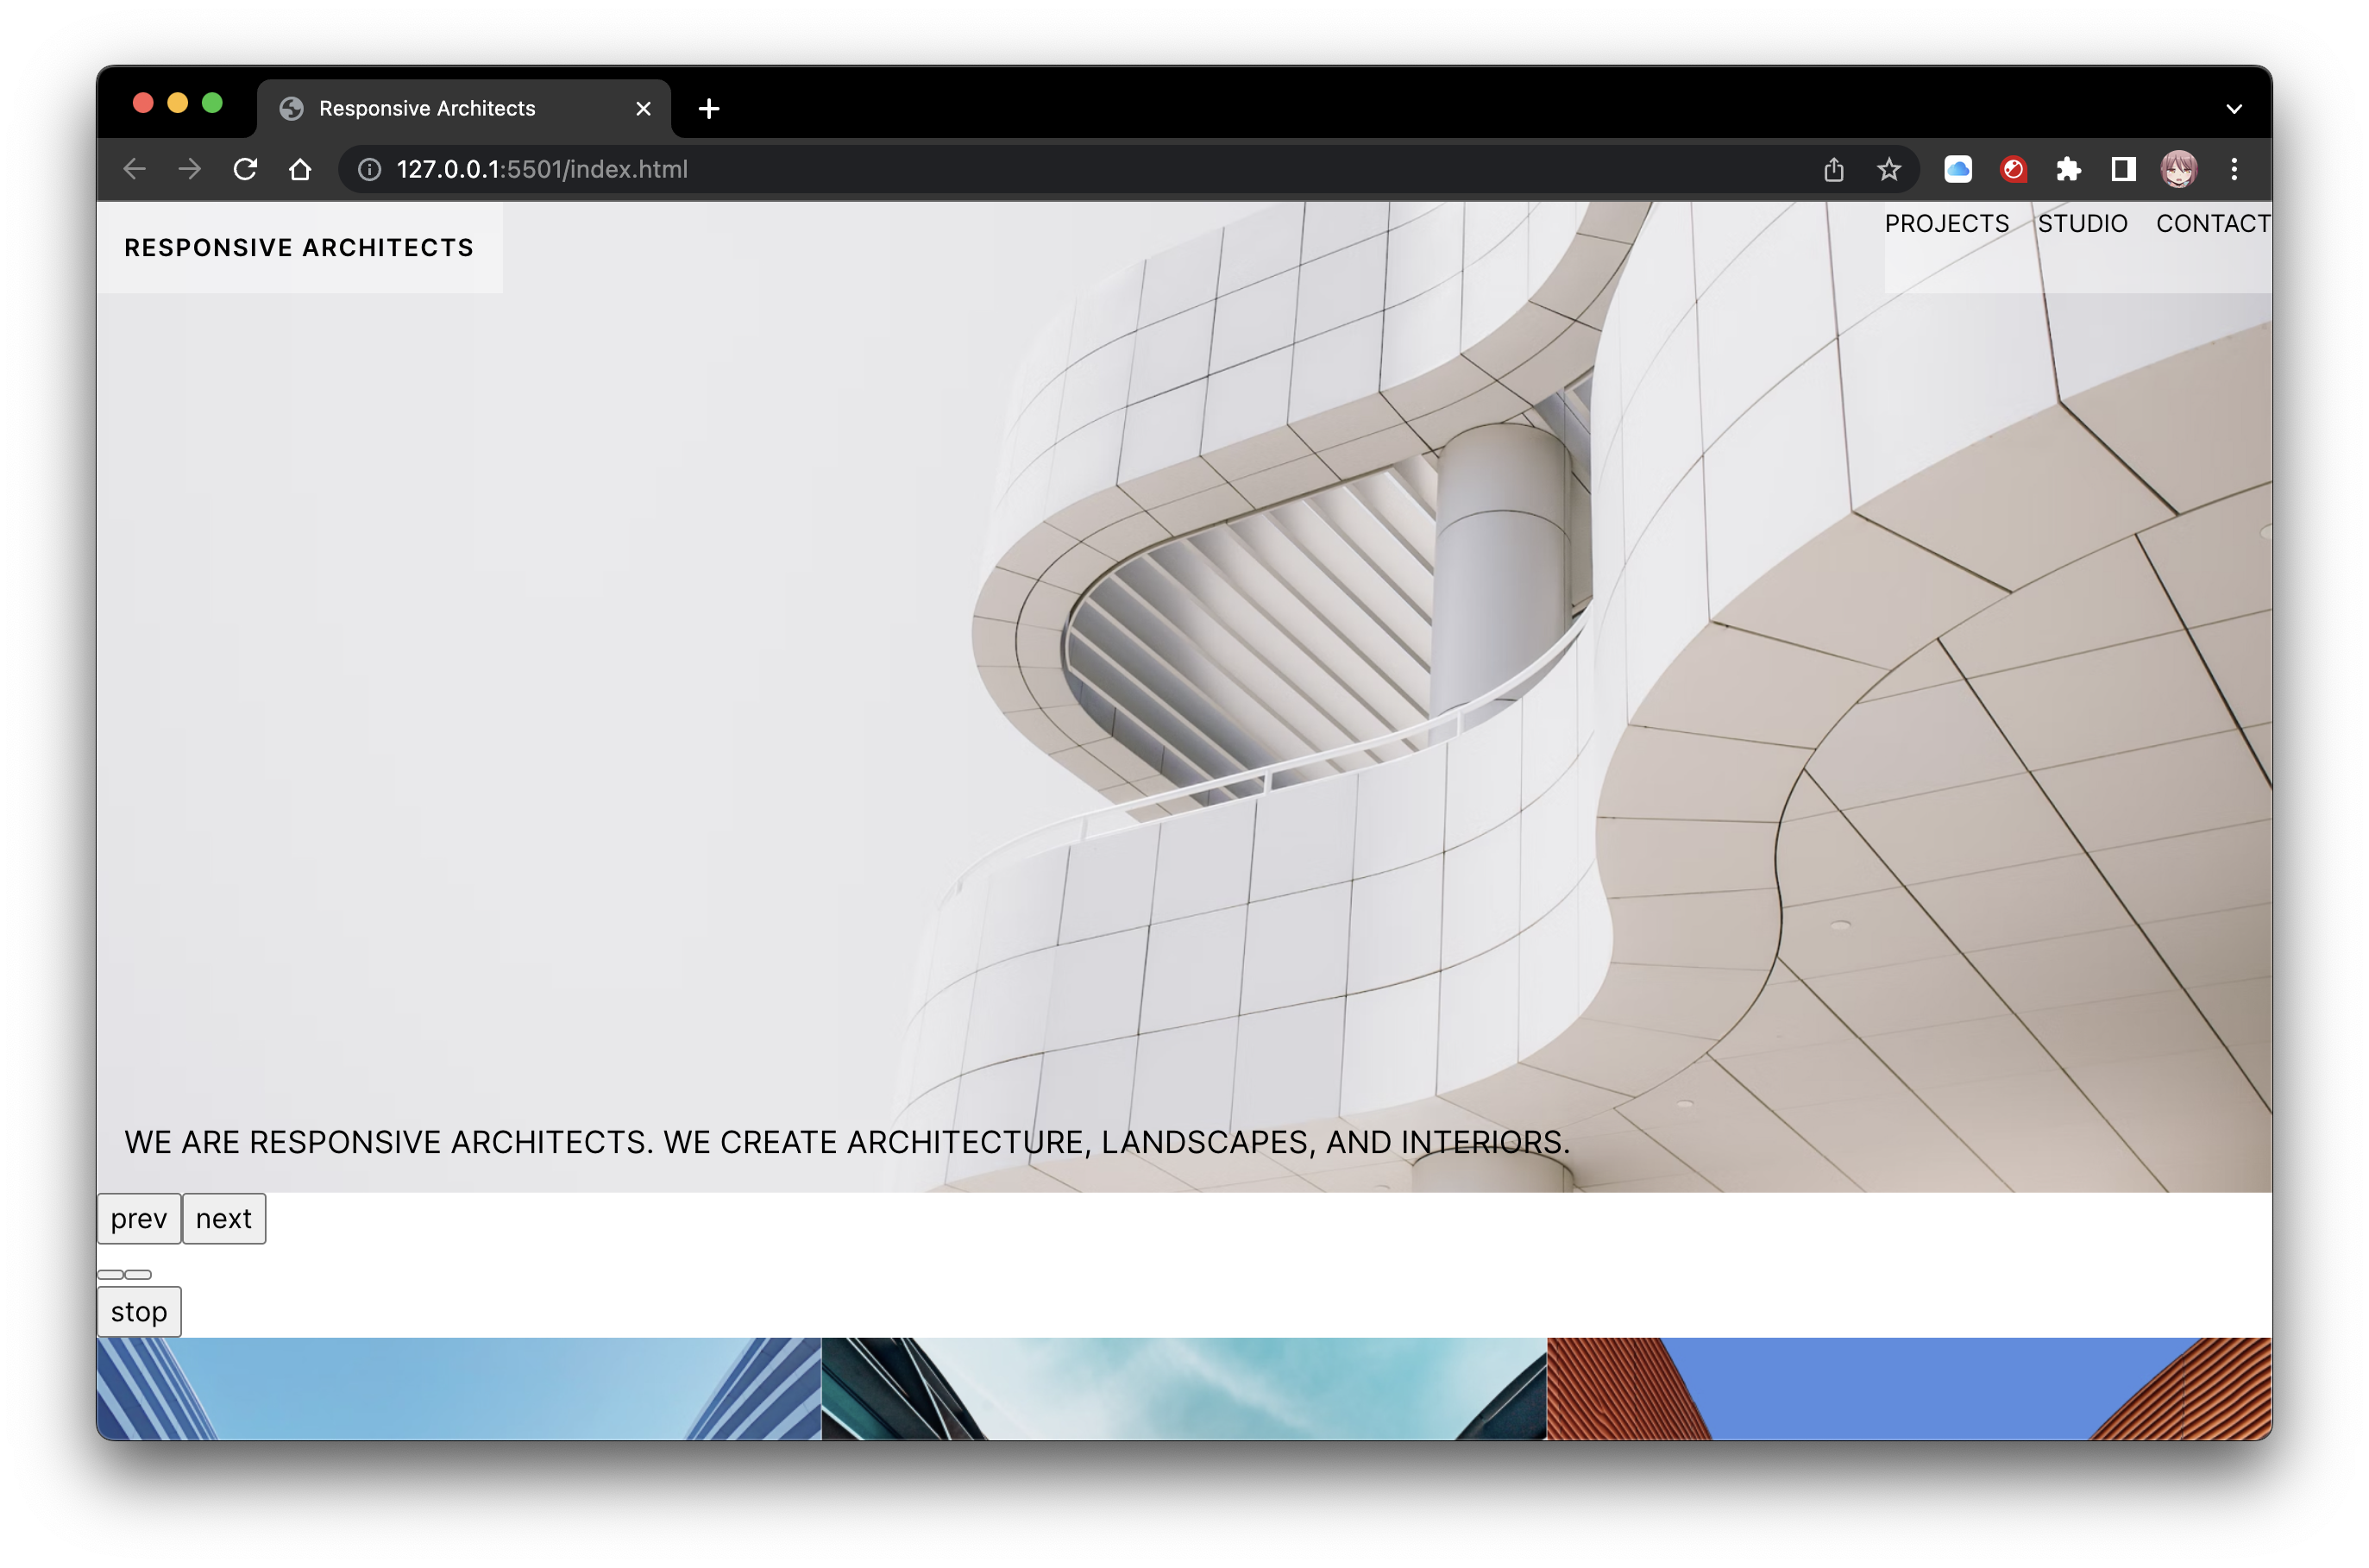 Responsive Architects
127.0.0.1:5501/index.html
RESPONSIVE ARCHITECTS
PROJECTS STUDIO CONTACT
WE ARE RESPONSIVE ARCHITECTS. WE CREATE ARCHITECTURE, LANDSCAPES, AND INTERIORS.
prev next
stop